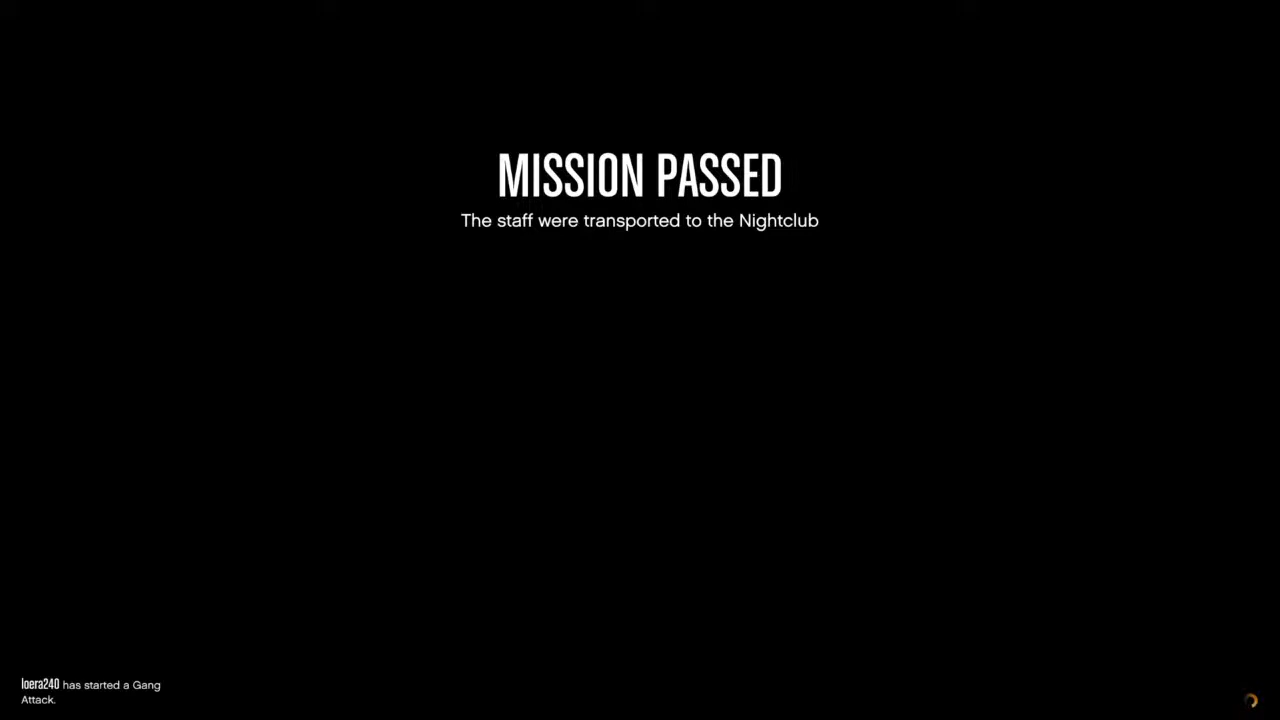 MISSION PASSED
The staff were transported to the Nightclub
loera240 has started a Gang
Attack.